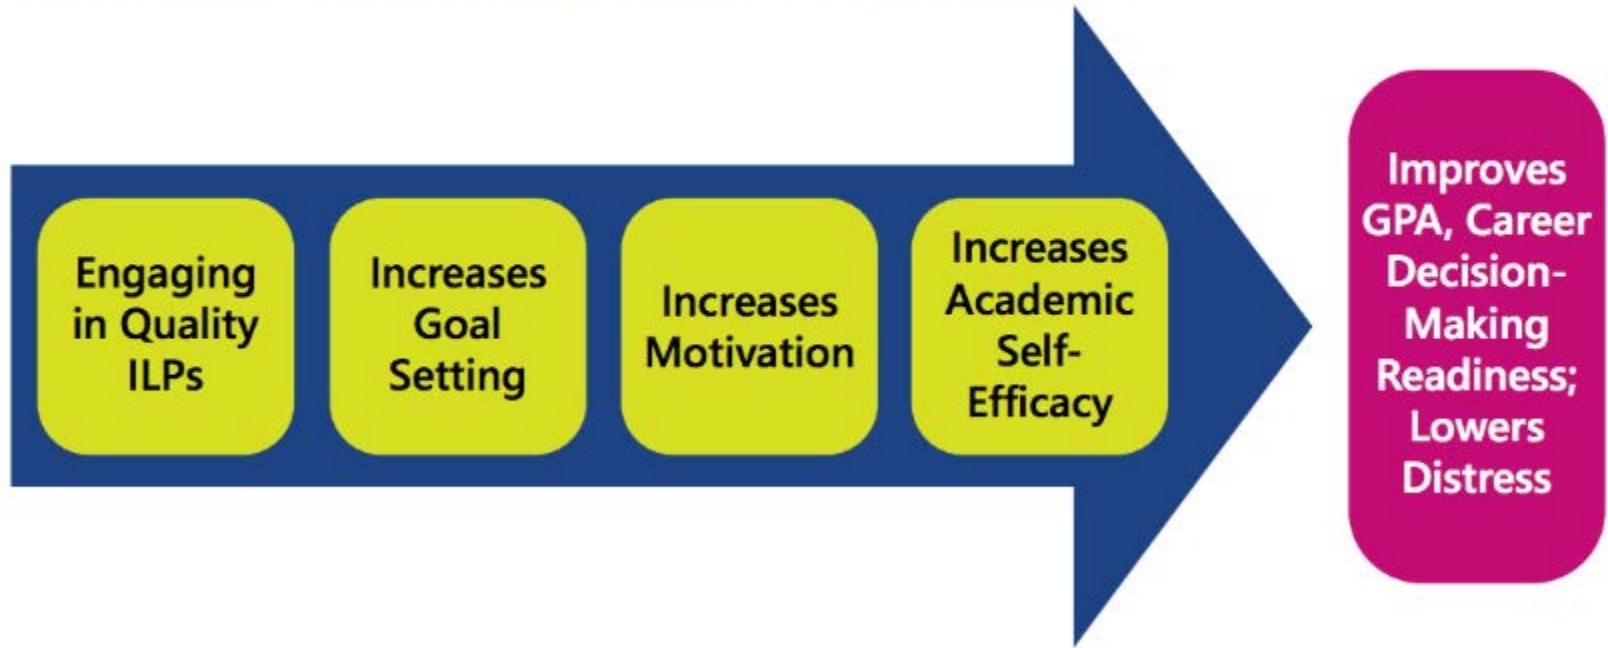 Engaging
in Quality
ILPs
Increases
Goal
Setting
Increases
Motivation
Increases
Academic
Self-
Efficacy
Improves
GPA, Career
Decision-
Making
Readiness;
Lowers
Distress